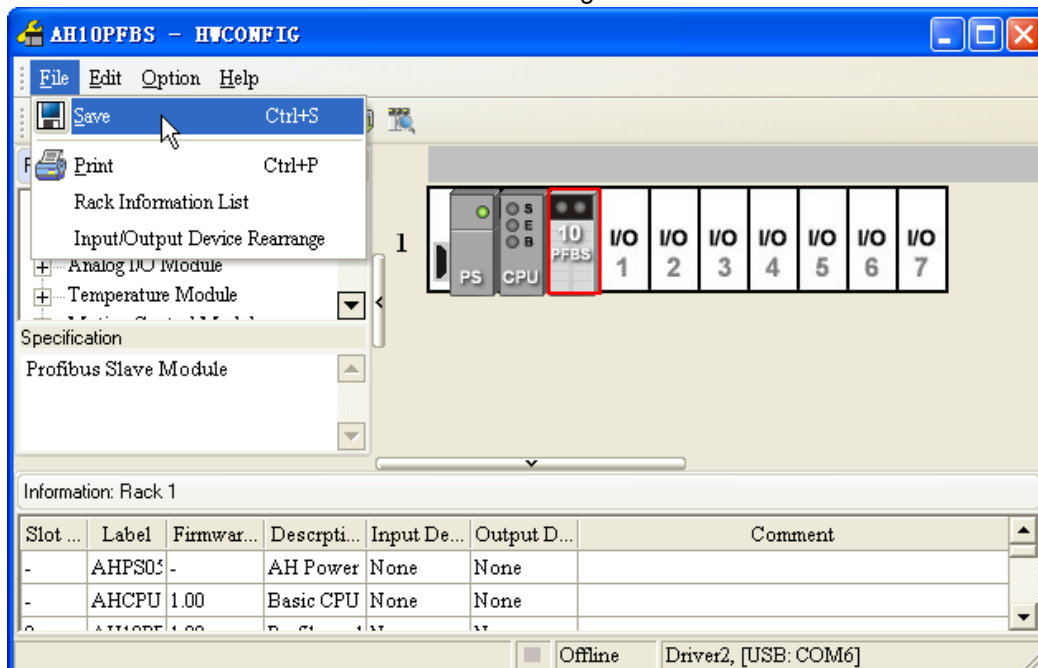 AH10PFBS - HWCONFIG
File Edit Option Help
Save Ctrl+S
Print Ctrl+P
Rack Information List
Input/Output Device Rearrange
Analog I/O Module
Temperature Module
Specification
Profibus Slave Module
1
PS
S
E
B
CPU
10
PFBS
I/O I/O I/O I/O I/O I/O I/O
1 2 3 4 5 6 7
Information: Rack 1
Slot ... Label Firmwar... Descrpti... Input De... Output D... Comment
- AHPS05 - AH Power None None
- AHCPU 1.00 Basic CPU None None
Offline Driver2, [USB: COM6]